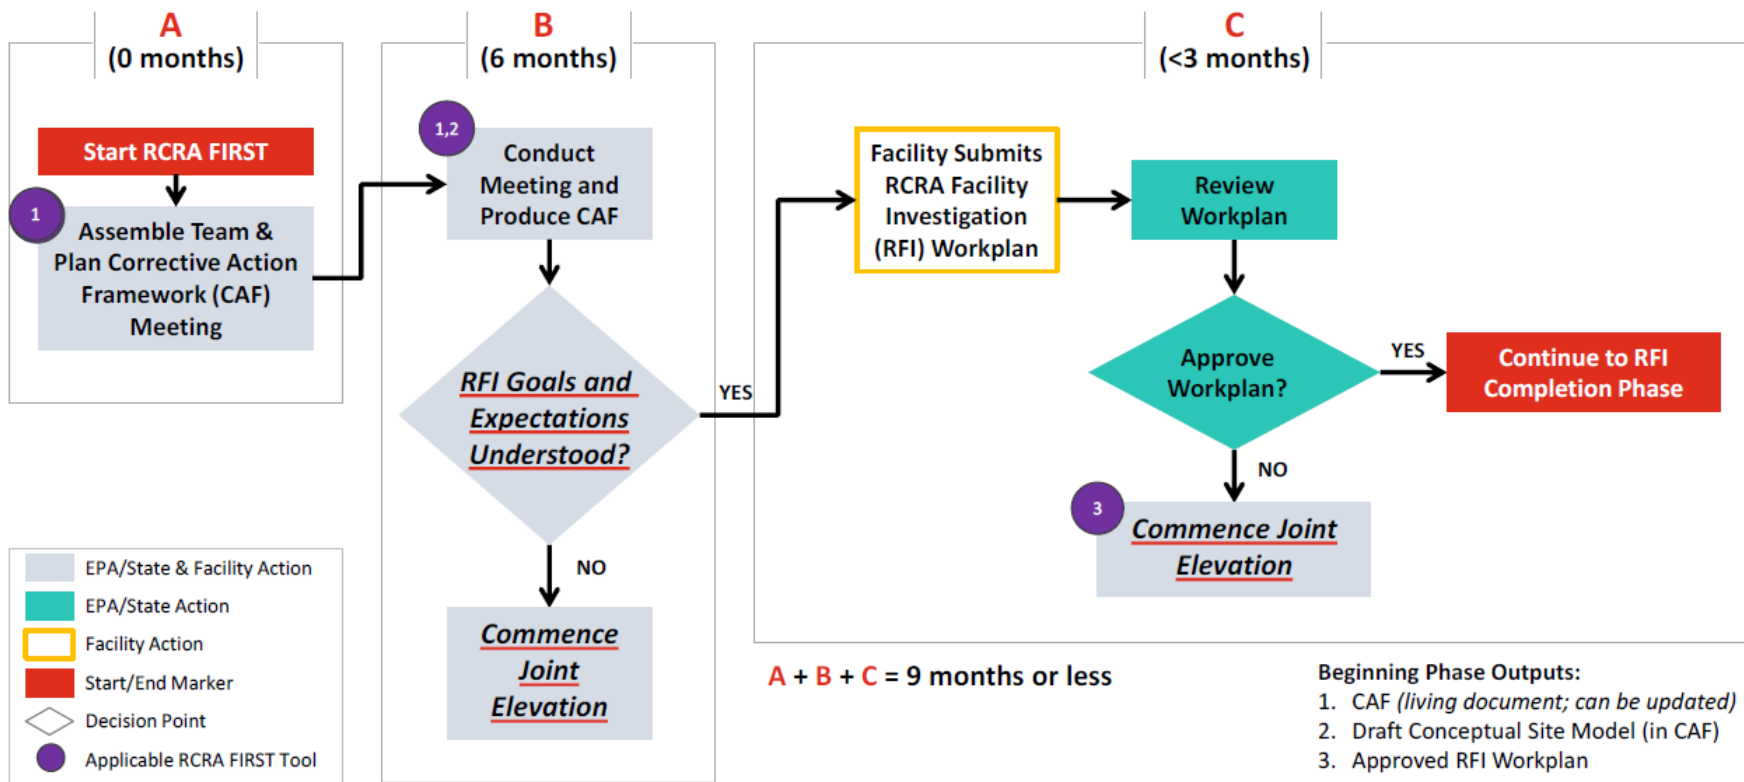 A
(0 months)
Start RCRA FIRST
1
Assemble Team &
Plan Corrective Action
Framework (CAF)
Meeting
B
(6 months)
1,2
Conduct
Meeting and
Produce CAF
RFI Goals and
Expectations
Understood?
YES
NO
Commence
Joint
Elevation
C
(<3 months)
Facility Submits
RCRA Facility
Investigation
(RFI) Workplan
Review
Workplan
Approve
Workplan?
YES
Continue to RFI
Completion Phase
NO
3
Commence Joint
Elevation
EPA/State & Facility Action
EPA/State Action
Facility Action
Start/End Marker
Decision Point
Applicable RCRA FIRST Tool
A + B + C = 9 months or less
Beginning Phase Outputs:
1. CAF (living document; can be updated)
2. Draft Conceptual Site Model (in CAF)
3. Approved RFI Workplan